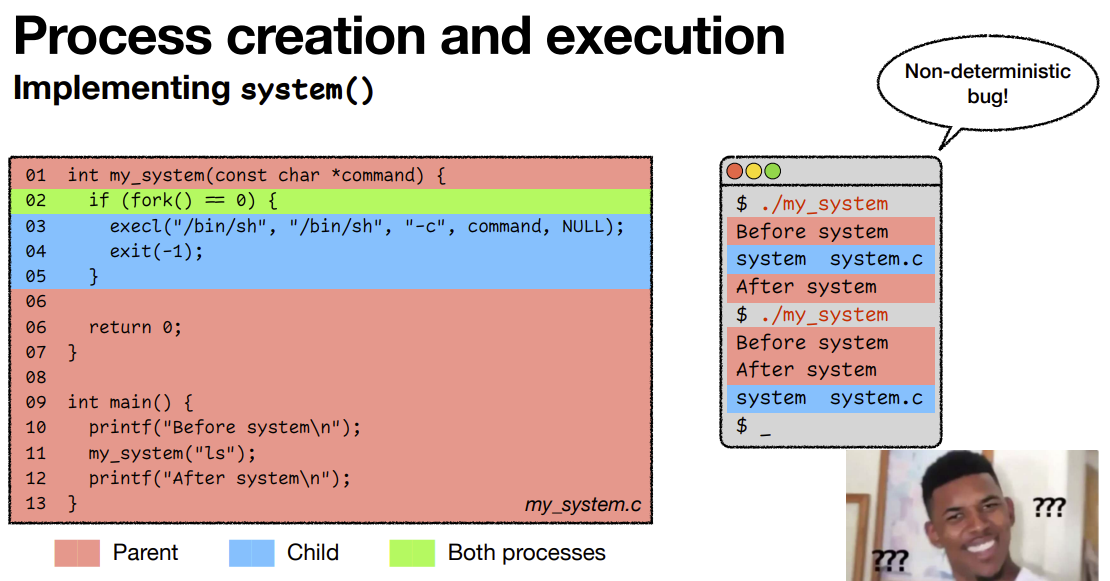 Process creation and execution
Implementing system()
Non-deterministic
bug!
01 int my_system(const char *command) {
02 if (fork() == 0) {
03 execl("/bin/sh", "/bin/sh", "-c", command, NULL);
04 exit(-1);
05 }
06
06 return 0;
07 }
08
09 int main() {
10 printf("Before system\n");
11 my_system("ls");
12 printf("After system\n");
13 }
my_system.c
$ ./my_system
Before system
system system.c
After system
$ ./my_system
Before system
After system
system system.c
$ _
Parent
Child
Both processes
???
???